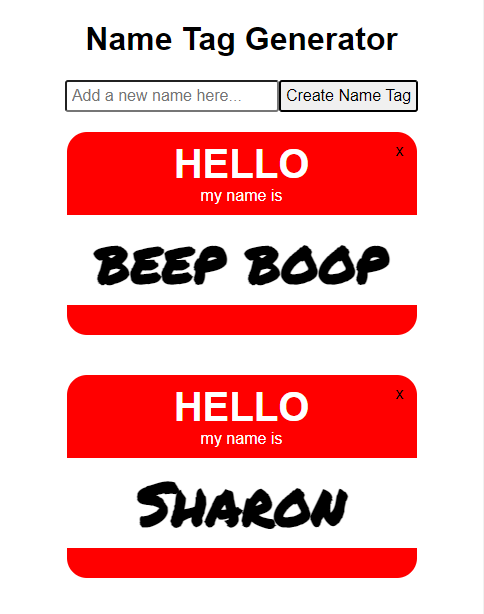 Name Tag Generator
Add a new name here... Create Name Tag
HELLO x
my name is
BEEP BOOP
HELLO x
my name is
SHARON